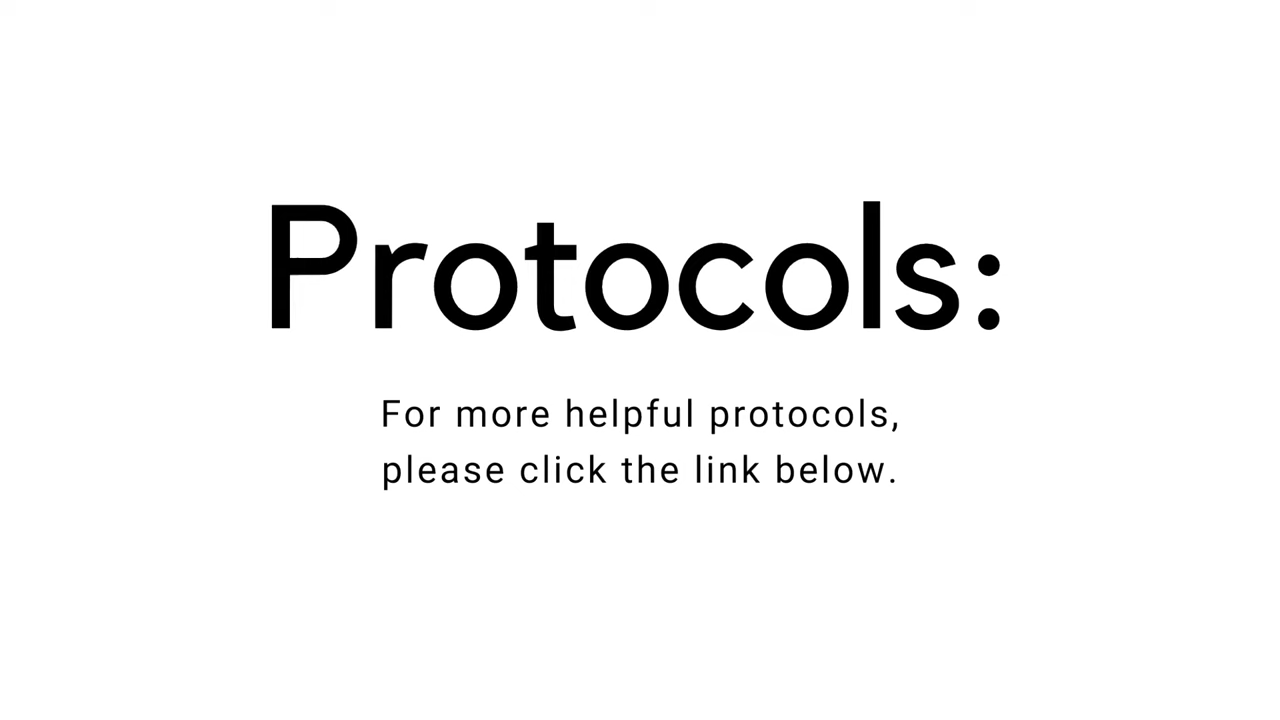 Protocols:
For more helpful protocols,
please click the link below.